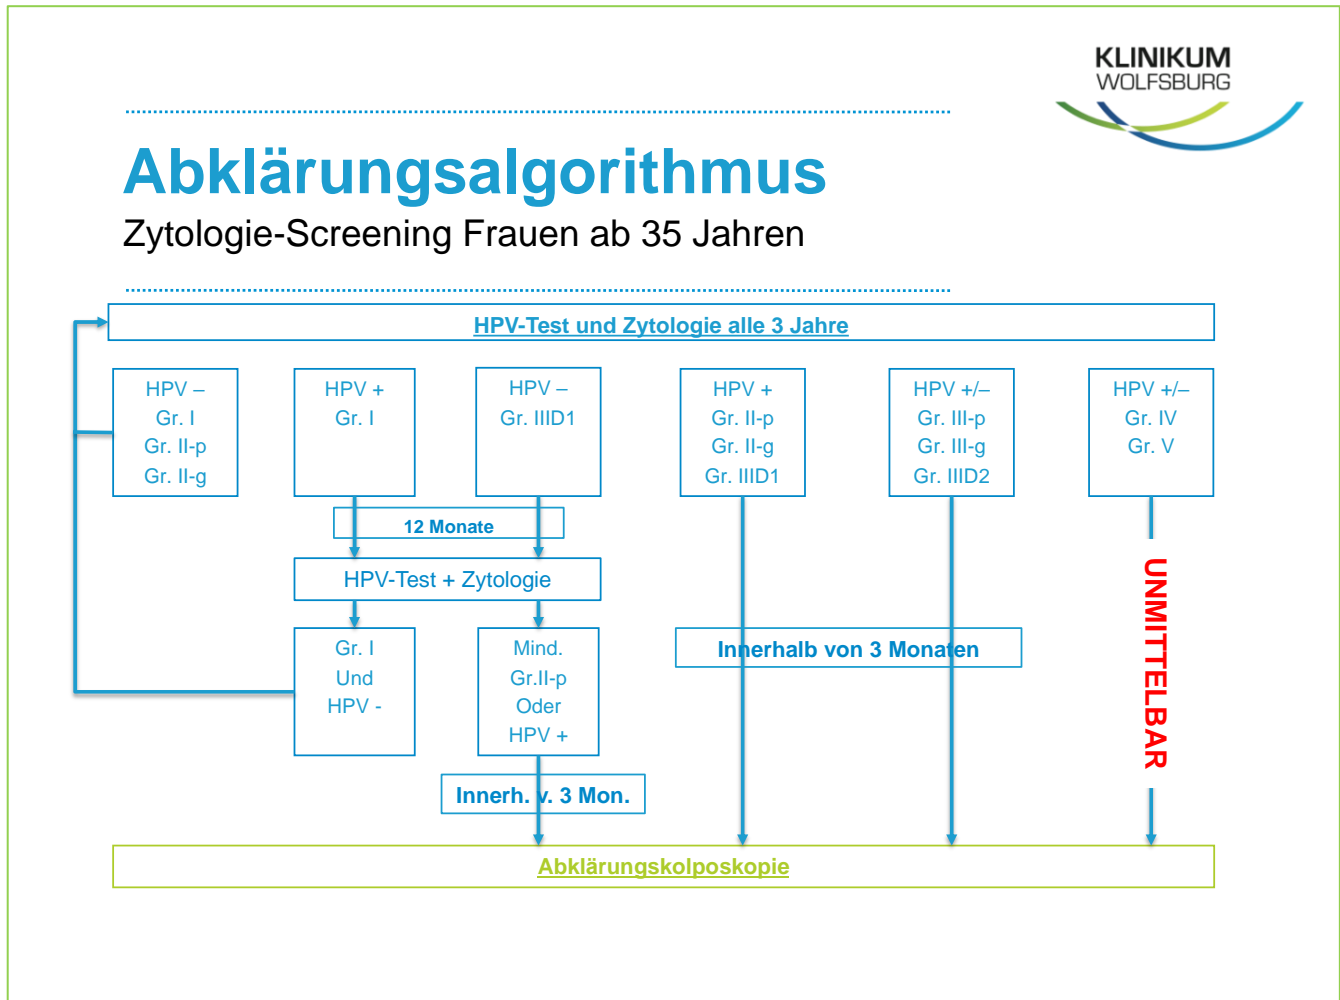 KLINIKUM
WOLFSBURG
Abklärungsalgorithmus
Zytologie-Screening Frauen ab 35 Jahren
HPV-Test und Zytologie alle 3 Jahre
HPV –
Gr. I
Gr. II-p
Gr. II-g
HPV +
Gr. I
HPV –
Gr. IIID1
HPV +
Gr. II-p
Gr. II-g
Gr. IIID1
HPV +/–
Gr. III-p
Gr. III-g
Gr. IIID2
HPV +/–
Gr. IV
Gr. V
12 Monate
HPV-Test + Zytologie
Gr. I
Und
HPV -
Mind.
Gr.II-p
Oder
HPV +
Innerhalb von 3 Monaten
UNMITTELBAR
Innerh. v. 3 Mon.
Abklärungskolposkopie